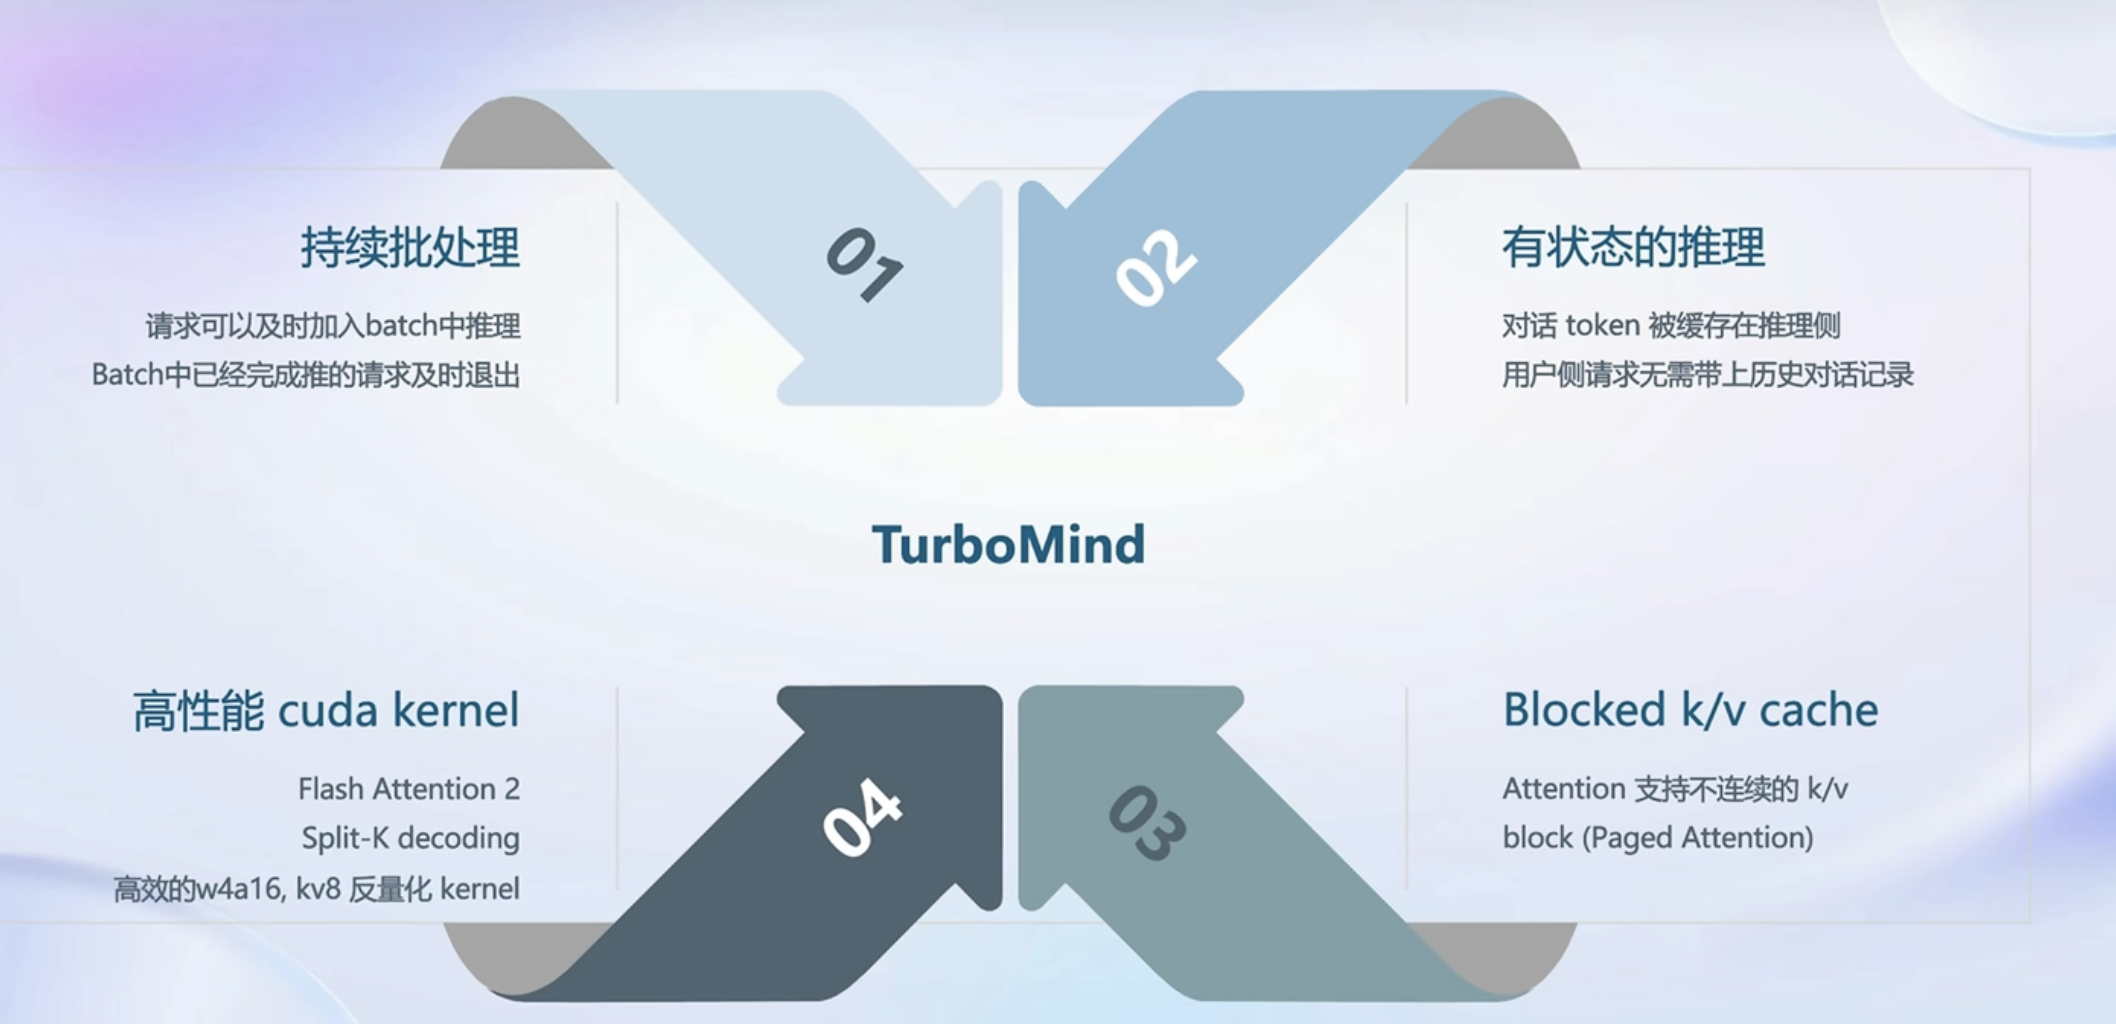 持续批处理
请求可以及时加入batch中推理
Batch中已经完成推的请求及时退出
01
02
有状态的推理
对话 token 被缓存在推理侧
用户侧请求无需带上历史对话记录
TurboMind
高性能 cuda kernel
Flash Attention 2
Split-K decoding
高效的w4a16, kv8 反量化 kernel
04
03
Blocked k/v cache
Attention 支持不连续的 k/v
block (Paged Attention)